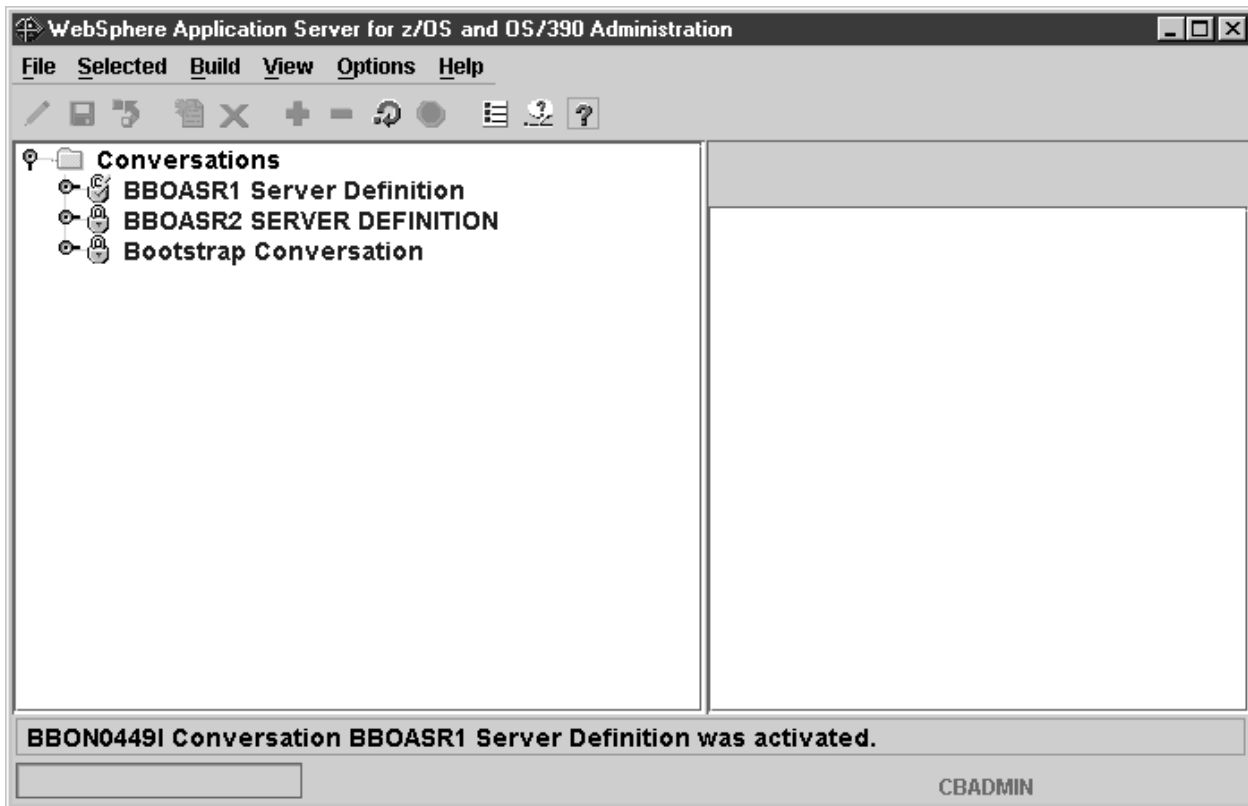 WebSphere Application Server for z/OS and OS/390 Administration
File Selected Build View Options Help
Conversations
BBOASR1 Server Definition
BBOASR2 SERVER DEFINITION
Bootstrap Conversation
BBON0449I Conversation BBOASR1 Server Definition was activated.
CBADMIN